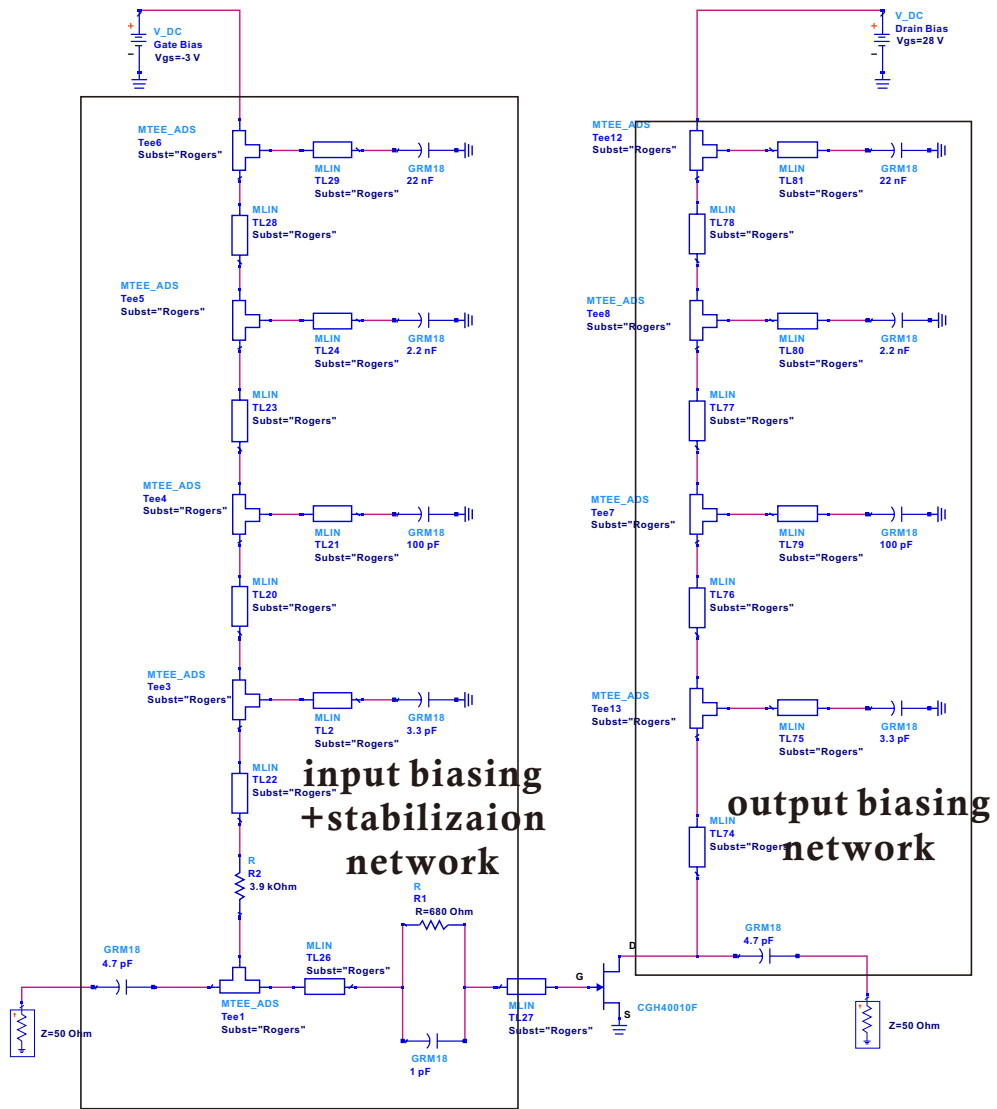 V_DC
Gate Bias
Vgs=-3 V
V_DC
Drain Bias
Vgs=28 V
MTEE_ADS
Tee6
Subst="Rogers"
MLIN
TL29
Subst="Rogers"
GRM18
22 nF
MLIN
TL28
Subst="Rogers"
MTEE_ADS
Tee5
Subst="Rogers"
MLIN
TL24
Subst="Rogers"
GRM18
2.2 nF
MLIN
TL23
Subst="Rogers"
MTEE_ADS
Tee4
Subst="Rogers"
MLIN
TL21
Subst="Rogers"
GRM18
100 pF
MLIN
TL20
Subst="Rogers"
MTEE_ADS
Tee3
Subst="Rogers"
MLIN
TL2
Subst="Rogers"
GRM18
3.3 pF
MLIN
TL22
Subst="Rogers"
input biasing
+stabilizaion
network
R
R2
3.9 kOhm
R
R1
R=680 Ohm
GRM18
4.7 pF
MLIN
TL26
Subst="Rogers"
MTEE_ADS
Tee1
Subst="Rogers"
Z=50 Ohm
GRM18
1 pF
MLIN
TL27
Subst="Rogers"
G
D
S
CGH40010F
MTEE_ADS
Tee12
Subst="Rogers"
MLIN
TL81
Subst="Rogers"
GRM18
22 nF
MLIN
TL78
Subst="Rogers"
MTEE_ADS
Tee8
Subst="Rogers"
MLIN
TL80
Subst="Rogers"
GRM18
2.2 nF
MLIN
TL77
Subst="Rogers"
MTEE_ADS
Tee7
Subst="Rogers"
MLIN
TL79
Subst="Rogers"
GRM18
100 pF
MLIN
TL76
Subst="Rogers"
MTEE_ADS
Tee13
Subst="Rogers"
MLIN
TL75
Subst="Rogers"
GRM18
3.3 pF
MLIN
TL74
Subst="Rogers"
output biasing
network
GRM18
4.7 pF
Z=50 Ohm